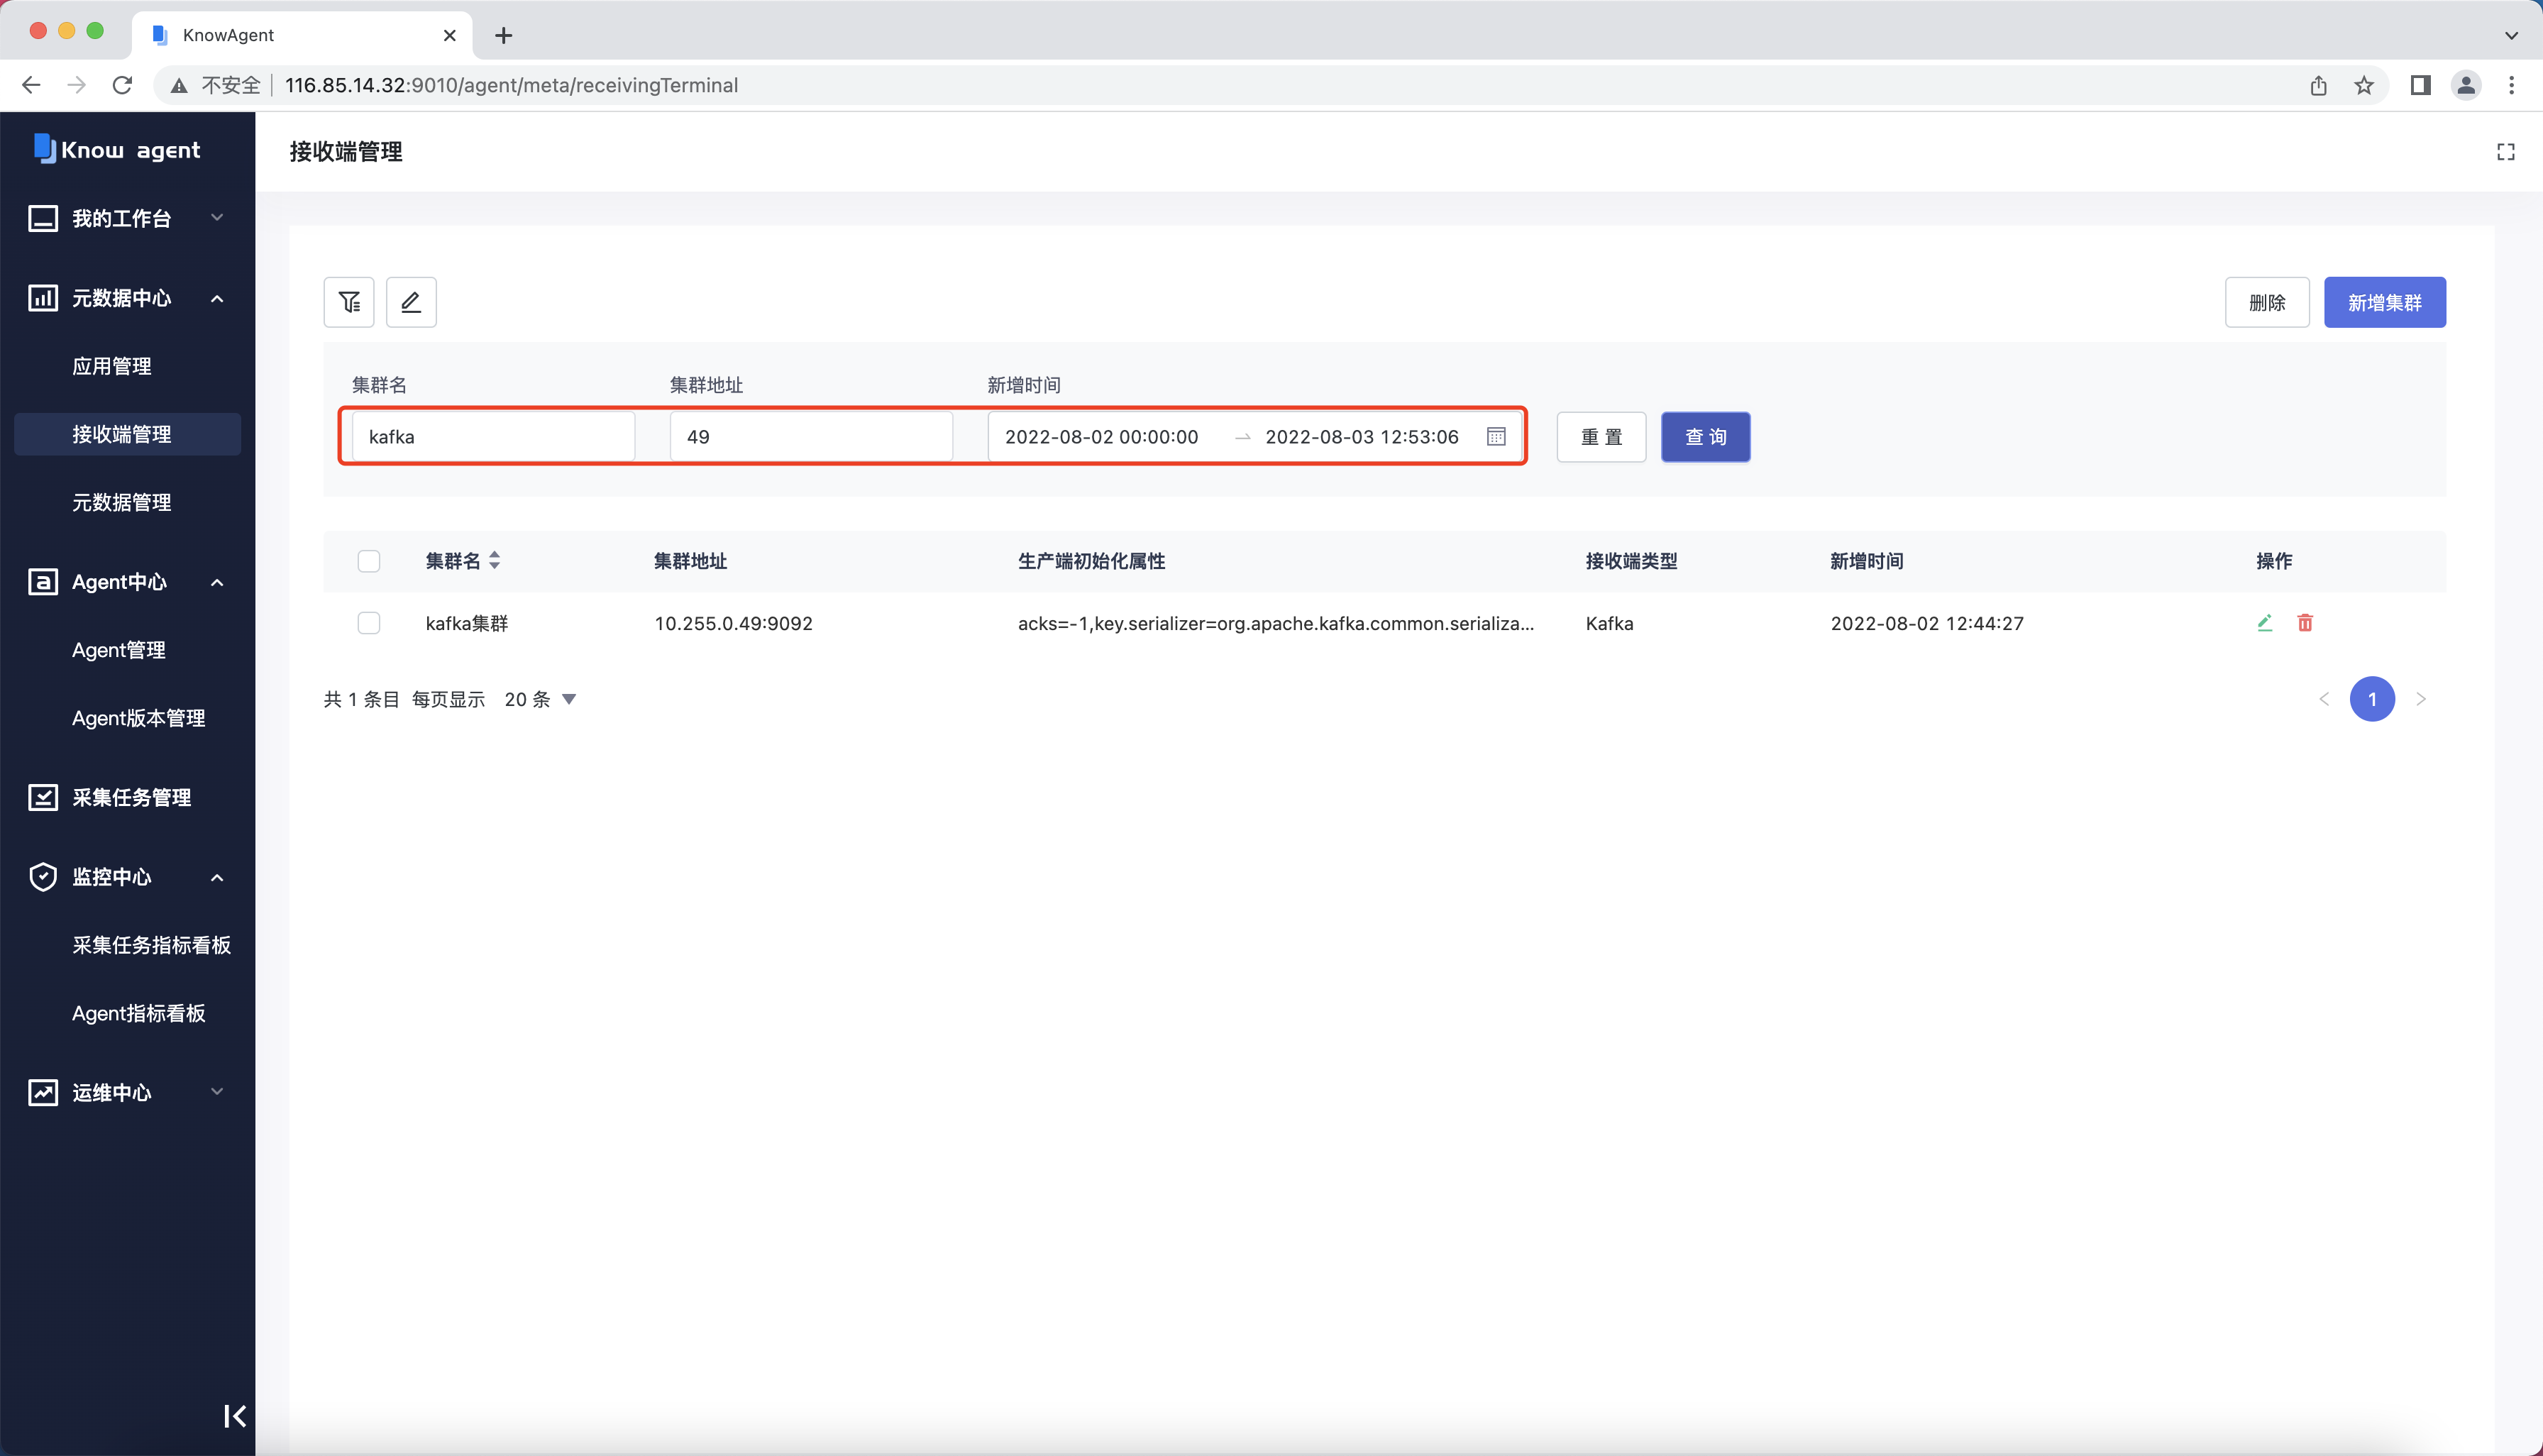 KnowAgent
不安全 116.85.14.32:9010/agent/meta/receivingTerminal
Know agent
我的工作台
元数据中心
应用管理
接收端管理
元数据管理
Agent中心
Agent管理
Agent版本管理
采集任务管理
监控中心
采集任务指标看板
Agent指标看板
运维中心
接收端管理
删除 新增集群
集群名 集群地址 新增时间
kafka 49 2022-08-02 00:00:00 → 2022-08-03 12:53:06 重 置 查 询
集群名 集群地址 生产端初始化属性 接收端类型 新增时间 操作
kafka集群 10.255.0.49:9092 acks=-1,key.serializer=org.apache.kafka.common.serializa... Kafka 2022-08-02 12:44:27
共 1 条目 每页显示 20 条 1